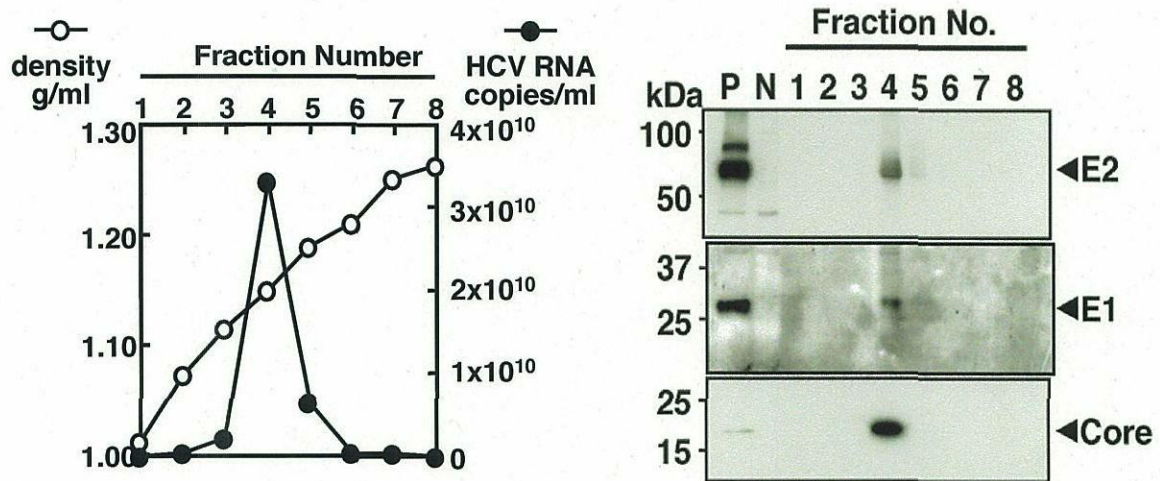 density
g/ml
Fraction Number
HCV RNA
copies/ml
1 2 3 4 5 6 7 8
1.30
1.20
1.10
1.00
4x10¹⁰
3x10¹⁰
2x10¹⁰
1x10¹⁰
0
Fraction No.
kDa P N 1 2 3 4 5 6 7 8
100
50
◀E2
37
25
◀E1
25
15
◀Core